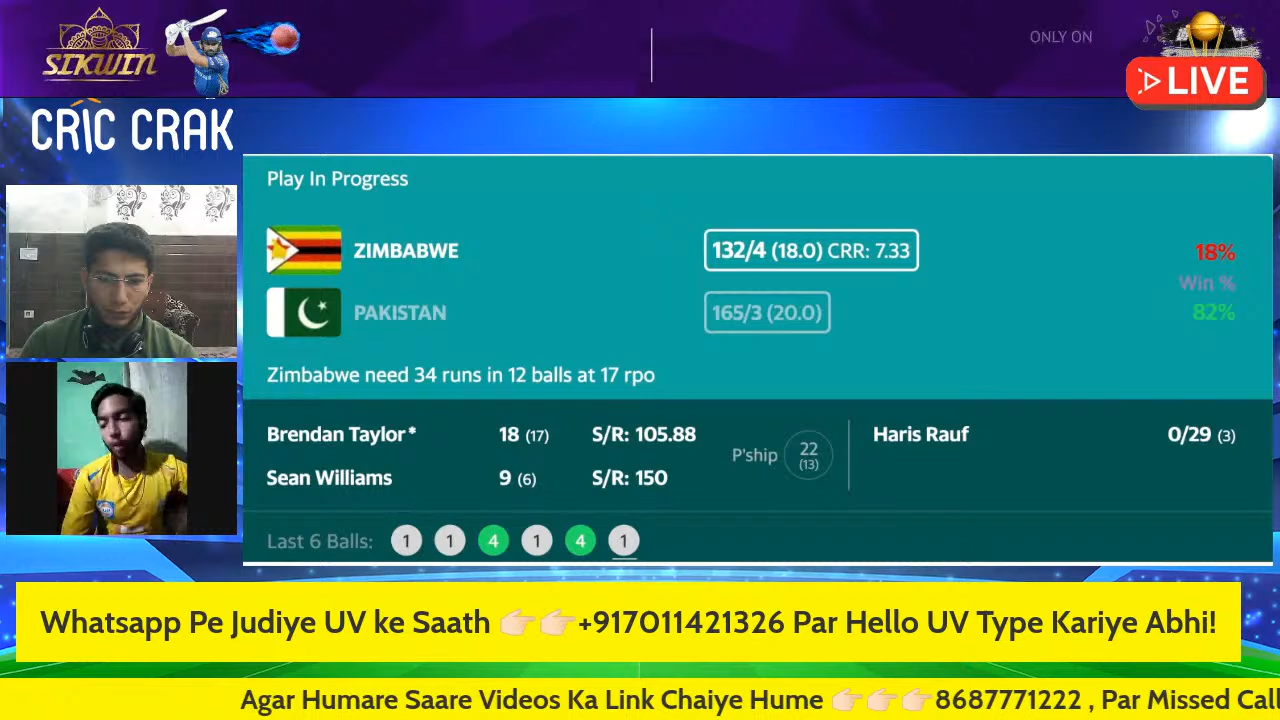 SIKWIN
ONLY ON
LIVE
CRIC CRAK
Play In Progress
ZIMBABWE 132/4 (18.0) CRR: 7.33 18%
Win %
PAKISTAN 165/3 (20.0) 82%
Zimbabwe need 34 runs in 12 balls at 17 rpo
Brendan Taylor* 18 (17) S/R: 105.88
Sean Williams 9 (6) S/R: 150
P'ship 22 (13)
Haris Rauf 0/29 (3)
Last 6 Balls: 1 1 4 1 4 1
Whatsapp Pe Judiye UV ke Saath 👉🏻👉🏻+917011421326 Par Hello UV Type Kariye Abhi!
Agar Humare Saare Videos Ka Link Chaiye Hume 👉🏻👉🏻👉🏻8687771222 , Par Missed Call